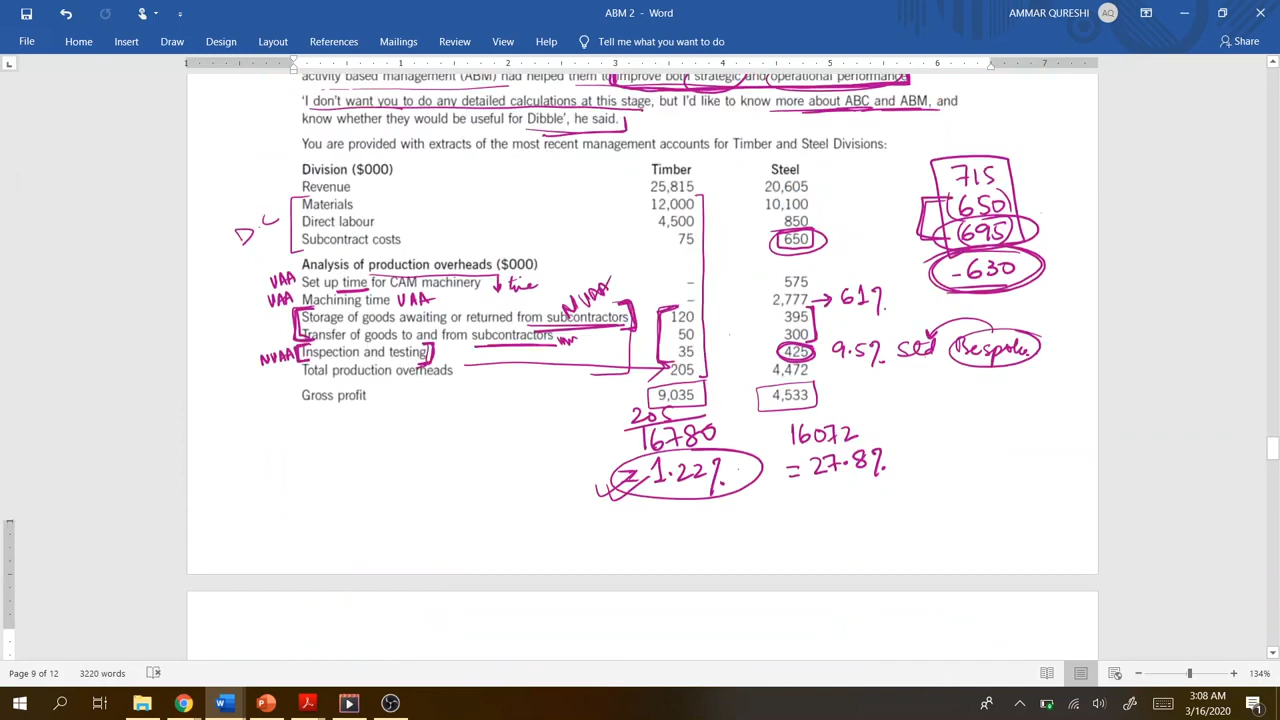 ABM 2 - Word
AMMAR QURESHI
AQ
File Home Insert Draw Design Layout References Mailings Review View Help Tell me what you want to do
Share
1 1 2 3 4 5 6 7
activity based management (ABM) had helped them to improve both strategic and operational performance.
'I don't want you to do any detailed calculations at this stage, but I'd like to know more about ABC and ABM, and
know whether they would be useful for Dibble', he said.
You are provided with extracts of the most recent management accounts for Timber and Steel Divisions:
Division ($000) Timber Steel
715
Revenue 25,815 20,605
Materials 12,000 10,100
(650)
Direct labour 4,500 850
D.C
(695)
Subcontract costs 75 650
Analysis of production overheads ($000)
-630
VAA Set up time for CAM machinery ↓ time – 575
VAA Machining time VAA – 2,777 → 61%
NVAA
Storage of goods awaiting or returned from subcontractors 120 395
Transfer of goods to and from subcontractors 50 300
NVAA Inspection and testing 35 425 9.5% Bespoke
Total production overheads 205 4,472
Gross profit 9,035 4,533
205
16780 16072
= 1.22% = 27.8%
Page 9 of 12 3220 words 134%
3:08 AM
3/16/2020